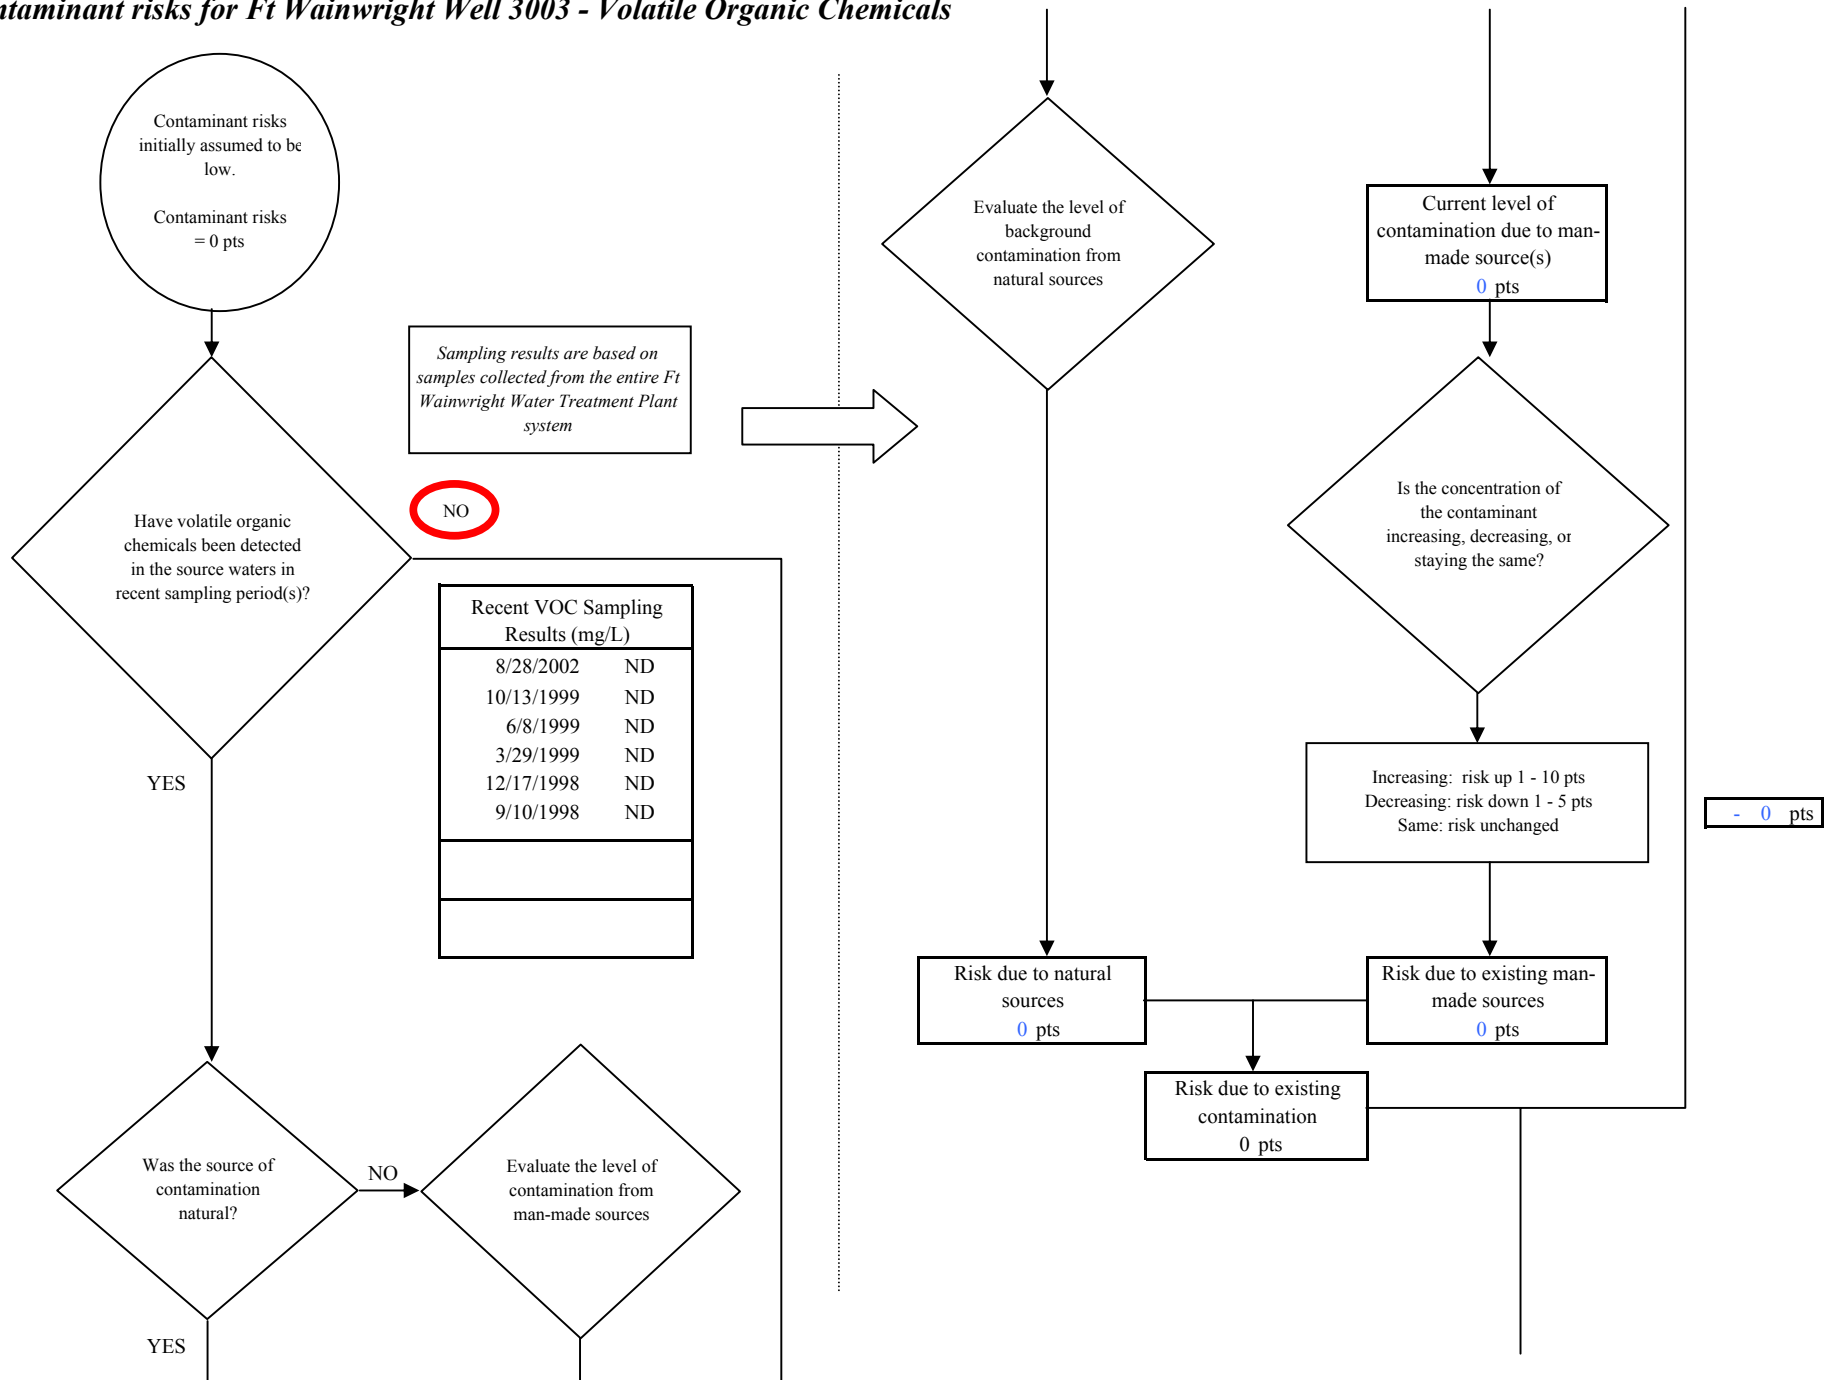 ntaminant risks for Ft Wainwright Well 3003 - Volatile Organic Chemicals
Contaminant risks
initially assumed to be
low.
Contaminant risks
= 0 pts
Sampling results are based on
samples collected from the entire Ft
Wainwright Water Treatment Plant
system
NO
Have volatile organic
chemicals been detected
in the source waters in
recent sampling period(s)?
Recent VOC Sampling
Results (mg/L)
8/28/2002 ND
10/13/1999 ND
6/8/1999 ND
3/29/1999 ND
12/17/1998 ND
9/10/1998 ND
YES
Was the source of
contamination
natural?
NO
Evaluate the level of
contamination from
man-made sources
YES
Evaluate the level of
background
contamination from
natural sources
Current level of
contamination due to man-
made source(s)
0 pts
Is the concentration of
the contaminant
increasing, decreasing, or
staying the same?
Increasing: risk up 1 - 10 pts
Decreasing: risk down 1 - 5 pts
Same: risk unchanged
- 0 pts
Risk due to natural
sources
0 pts
Risk due to existing man-
made sources
0 pts
Risk due to existing
contamination
0 pts